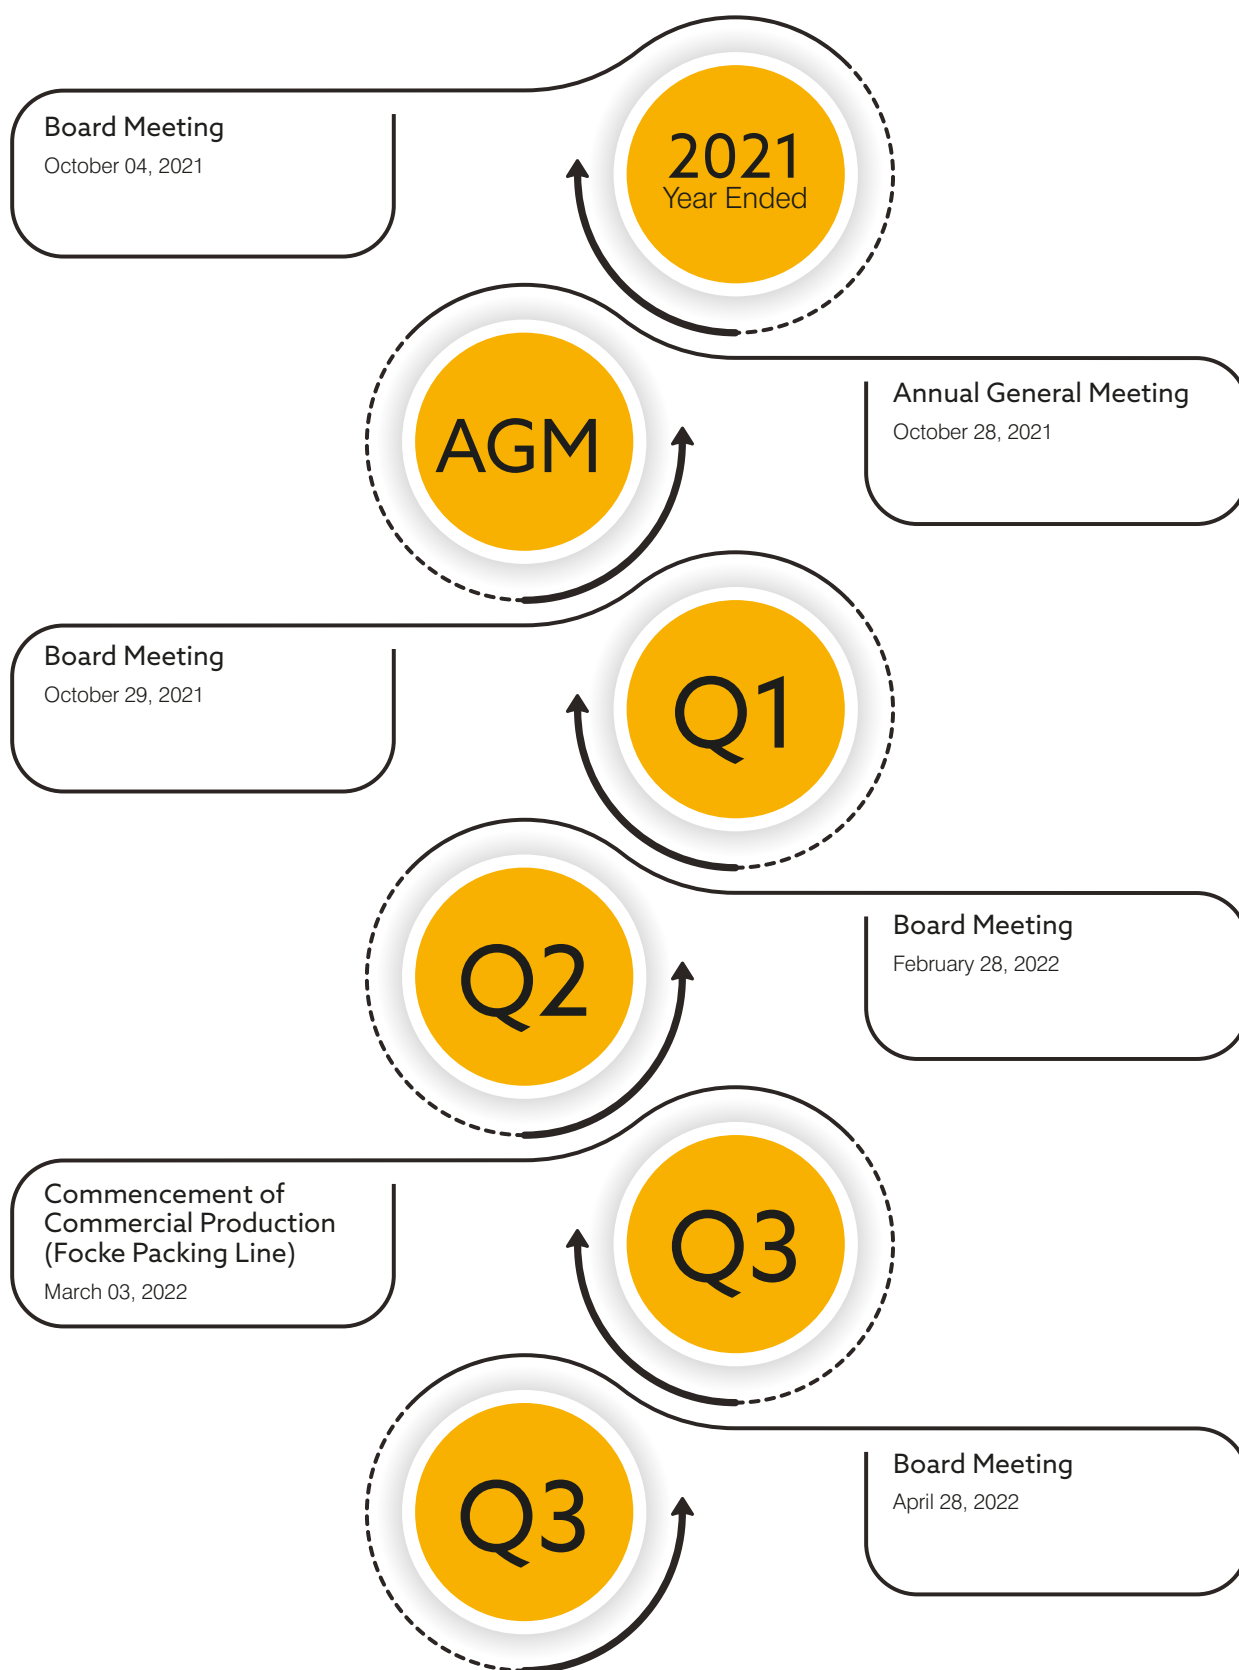 Board Meeting
October 04, 2021
2021
Year Ended
AGM
Annual General Meeting
October 28, 2021
Board Meeting
October 29, 2021
Q1
Q2
Board Meeting
February 28, 2022
Commencement of
Commercial Production
(Focke Packing Line)
March 03, 2022
Q3
Q3
Board Meeting
April 28, 2022